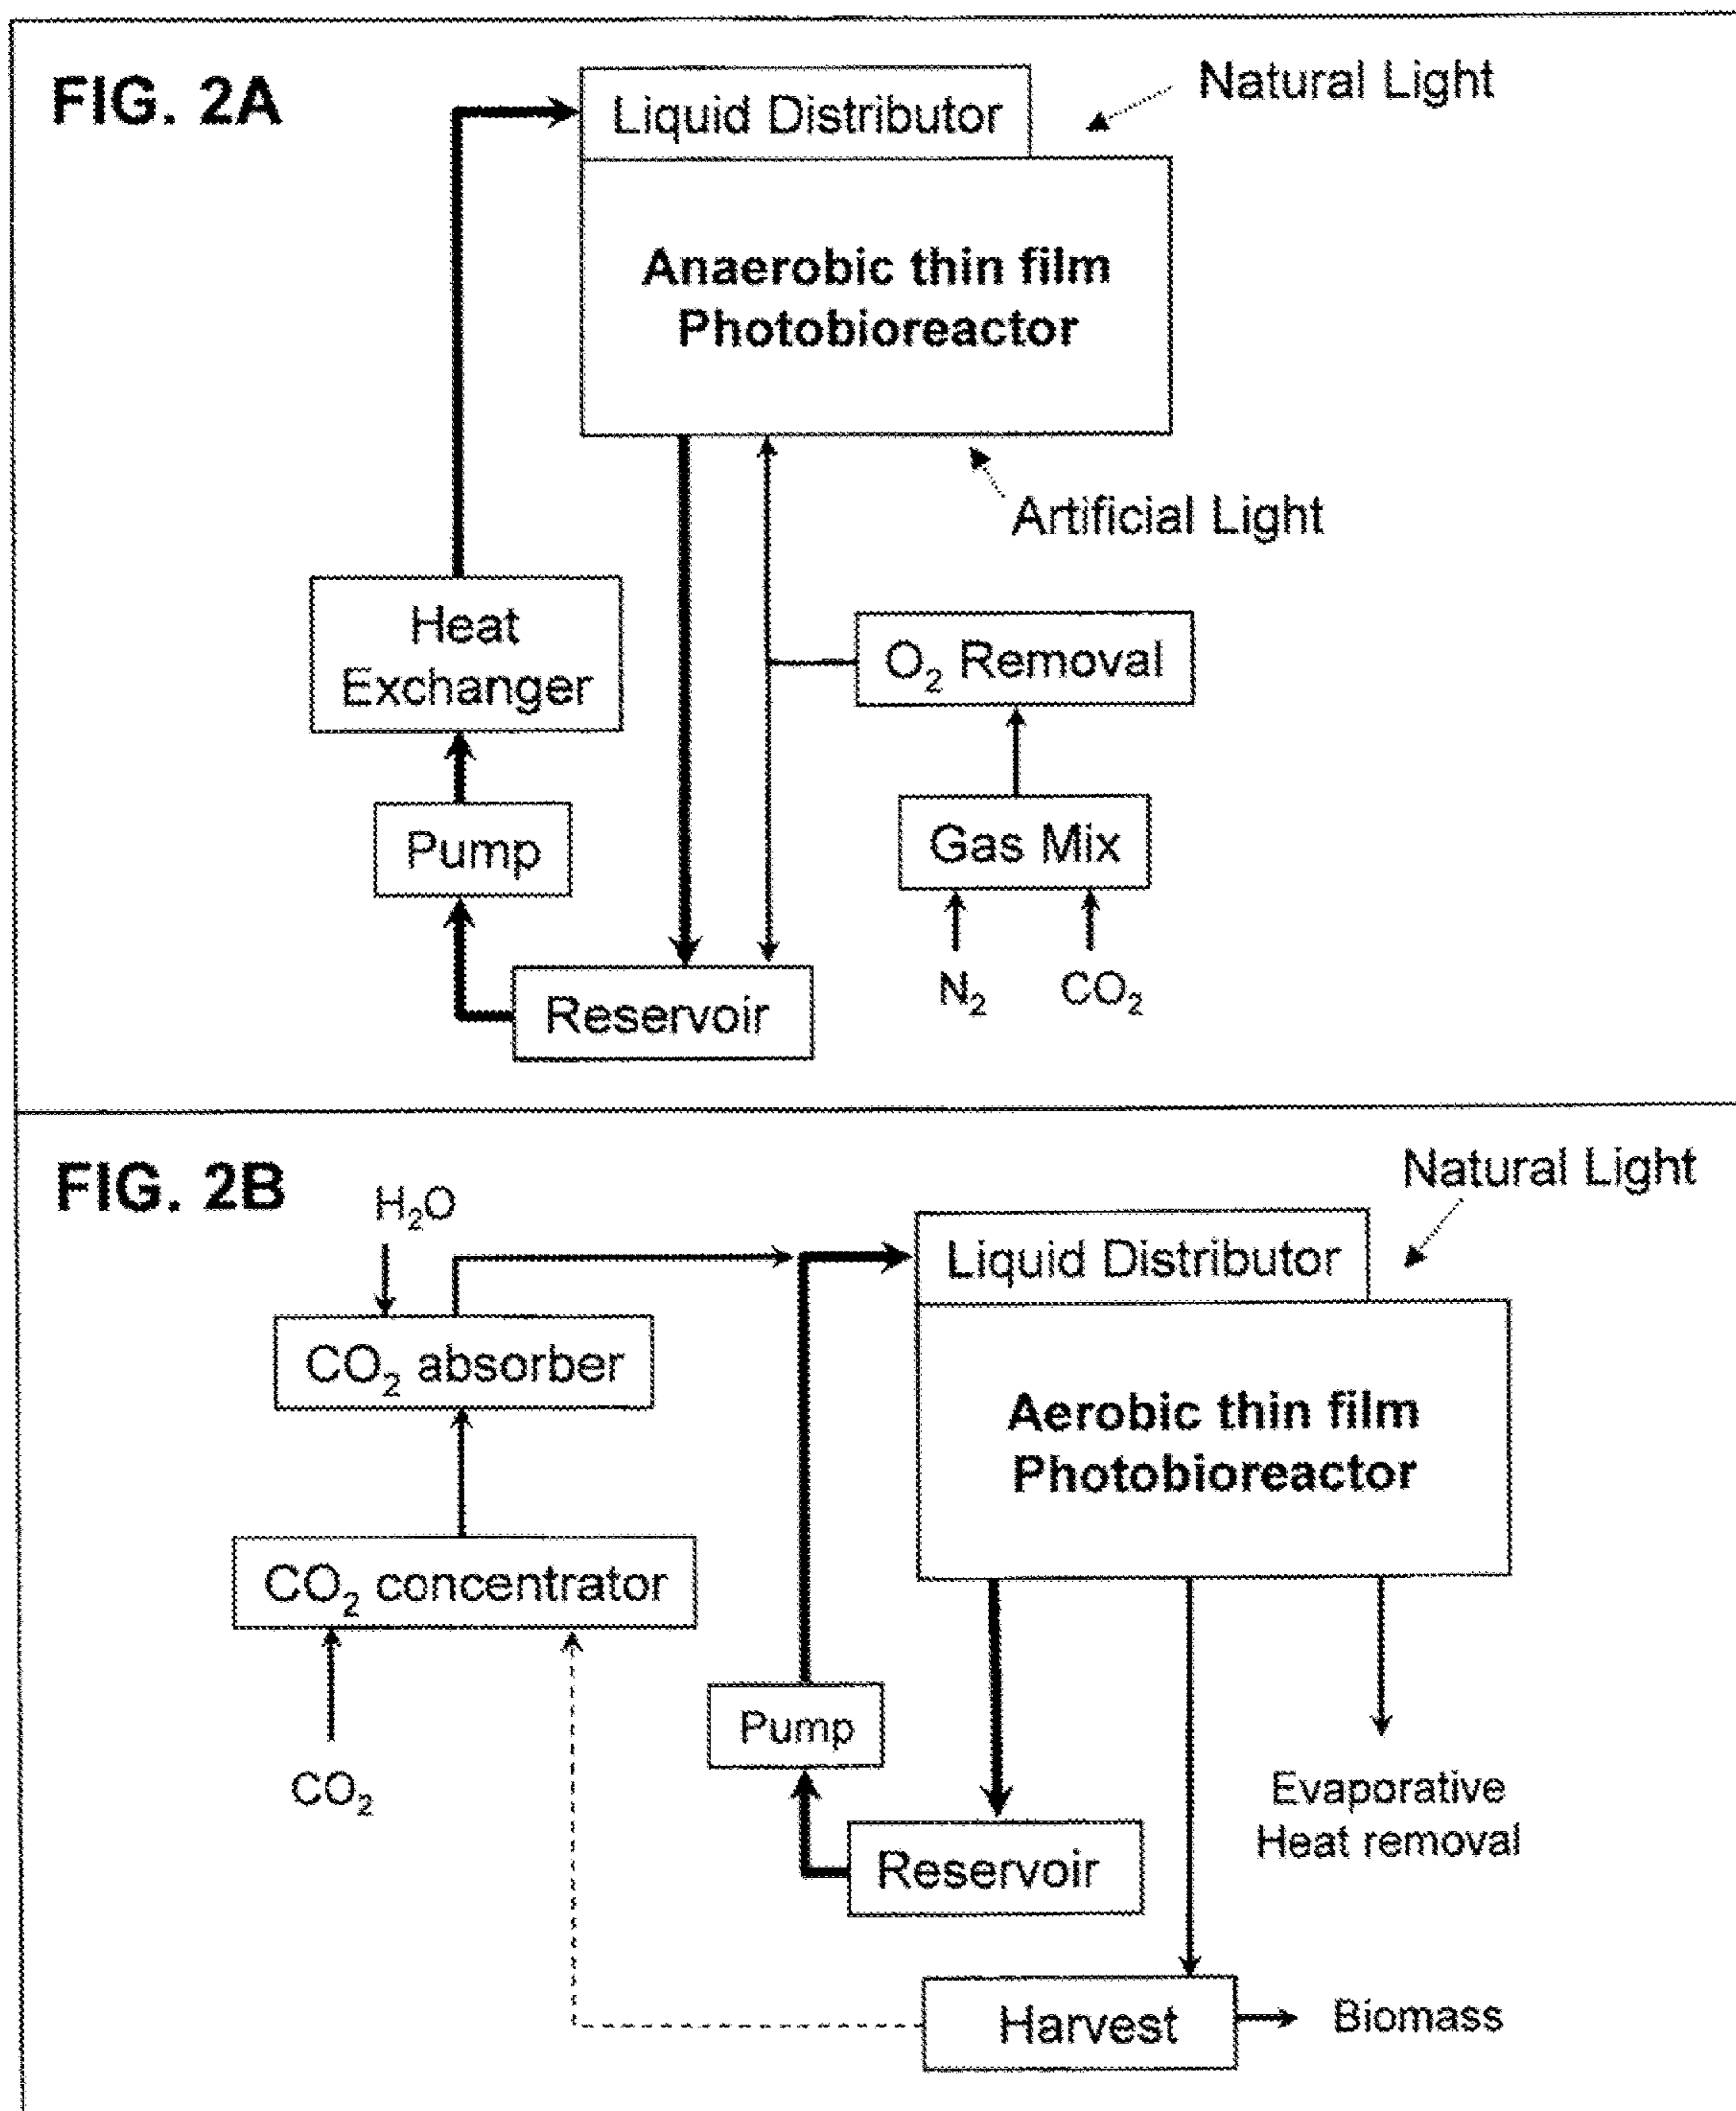 FIG. 2A
Natural Light
Liquid Distributor
Anaerobic thin film
Photobioreactor
Artificial Light
Heat
Exchanger
O₂ Removal
Pump
Gas Mix
N₂
CO₂
Reservoir
FIG. 2B
Natural Light
H₂O
Liquid Distributor
CO₂ absorber
Aerobic thin film
Photobioreactor
CO₂ concentrator
Pump
CO₂
Evaporative
Heat removal
Reservoir
Harvest
Biomass